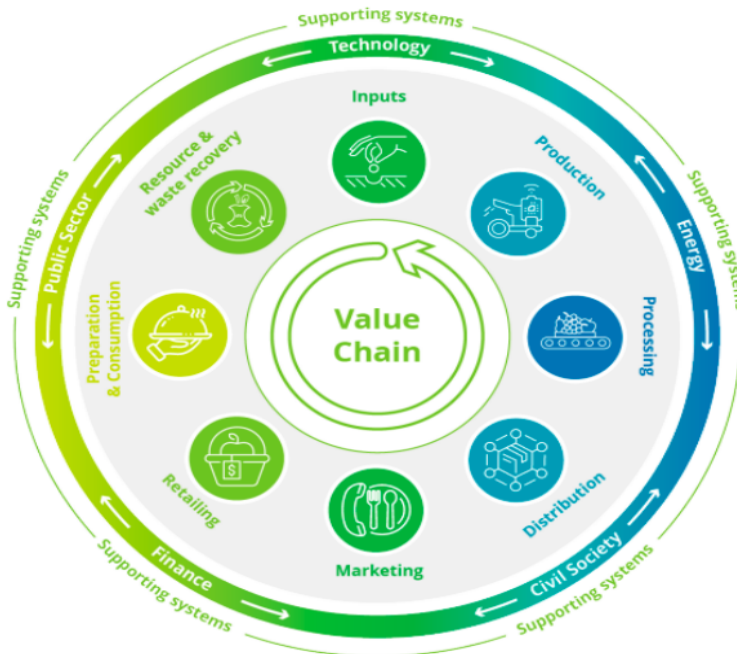 Supporting systems
Technology
Inputs
Production
Supporting systems
Energy
Processing
Distribution
Civil Society
Supporting systems
Marketing
Retailing
Finance
Supporting systems
Preparation
& Consumption
Public Sector
Supporting systems
Resource &
waste recovery
Value
Chain
$